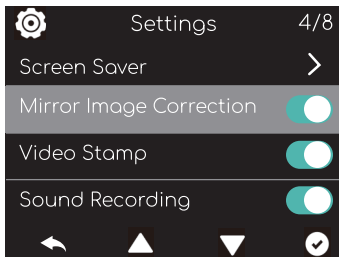 Settings 4/8
Screen Saver
Mirror Image Correction
Video Stamp
Sound Recording